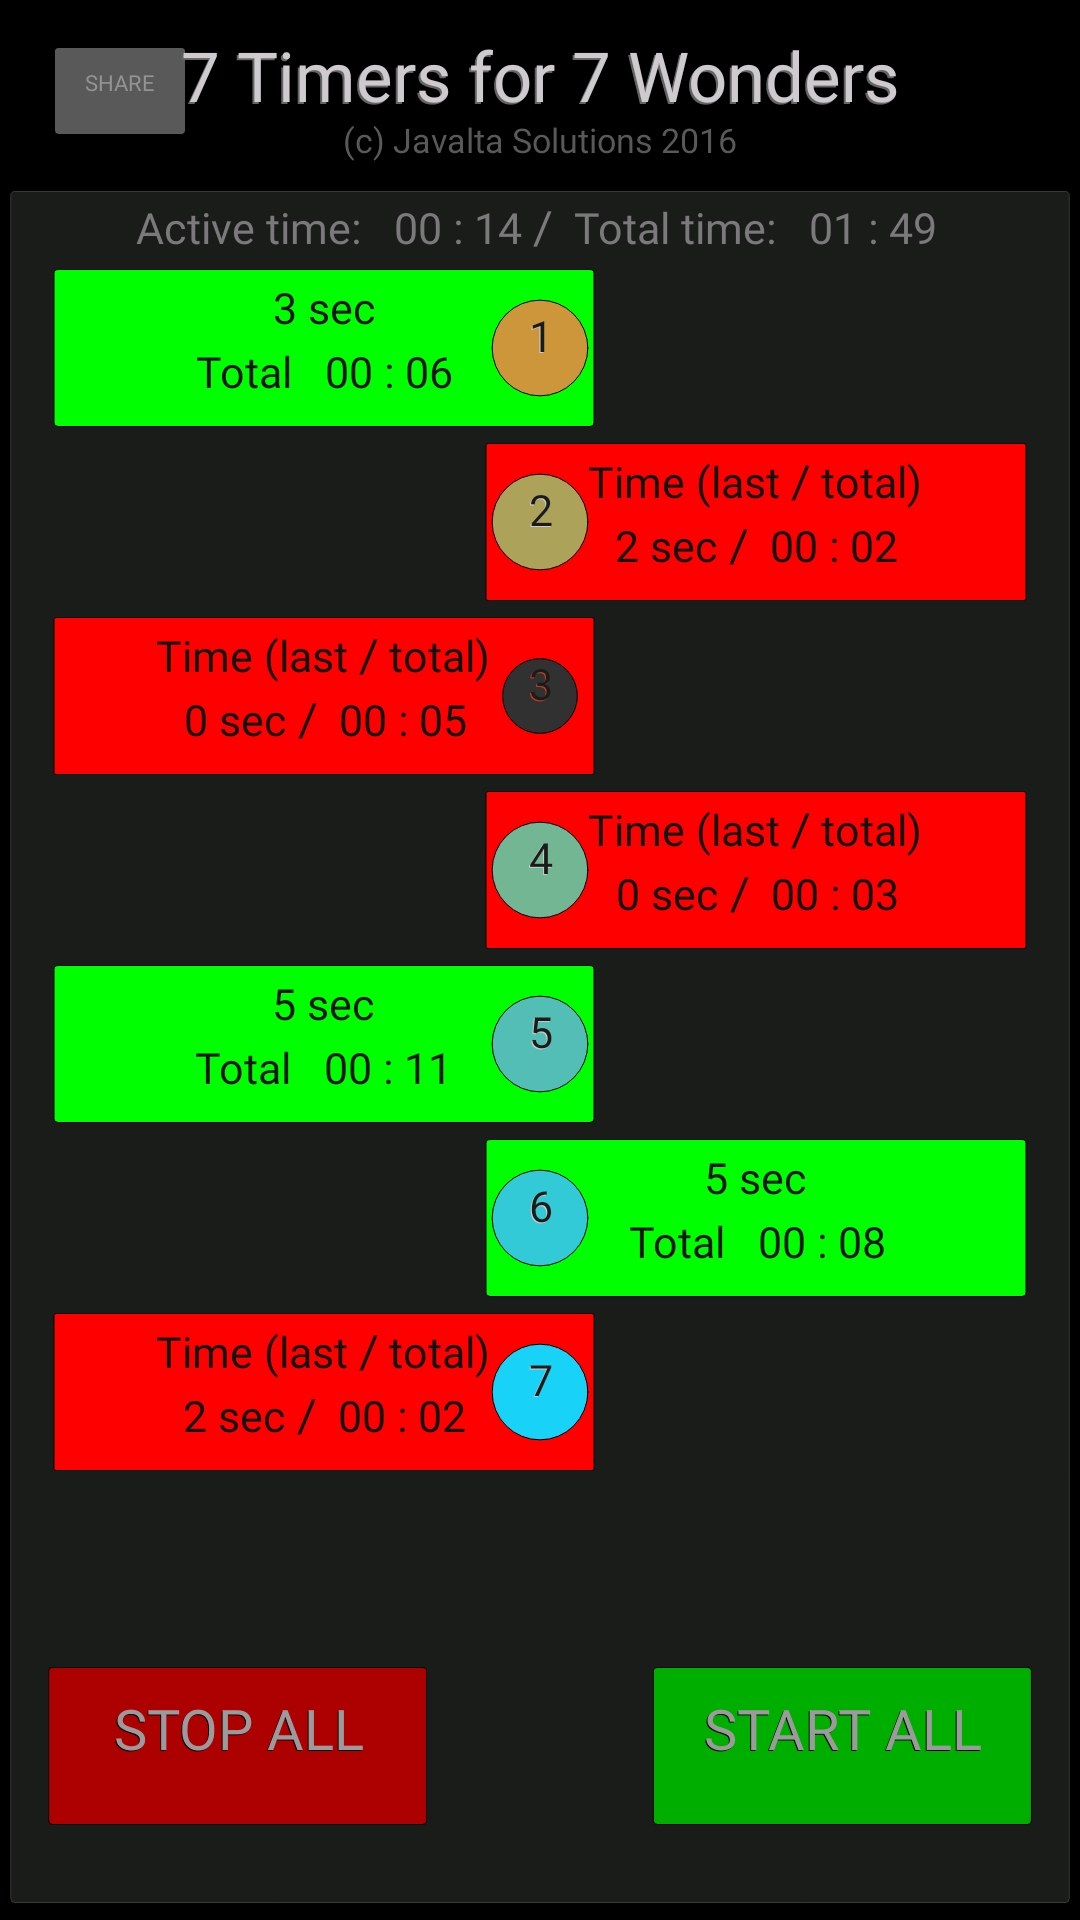 SHARE
7 Timers for 7 Wonders
(c) Javalta Solutions 2016
Active time: 00 : 14 / Total time: 01 : 49
3 sec
1
Total 00 : 06
Time (last / total)
2
2 sec / 00 : 02
Time (last / total)
3
0 sec / 00 : 05
Time (last / total)
4
0 sec / 00 : 03
5 sec
5
Total 00 : 11
5 sec
6
Total 00 : 08
Time (last / total)
7
2 sec / 00 : 02
STOP ALL
START ALL